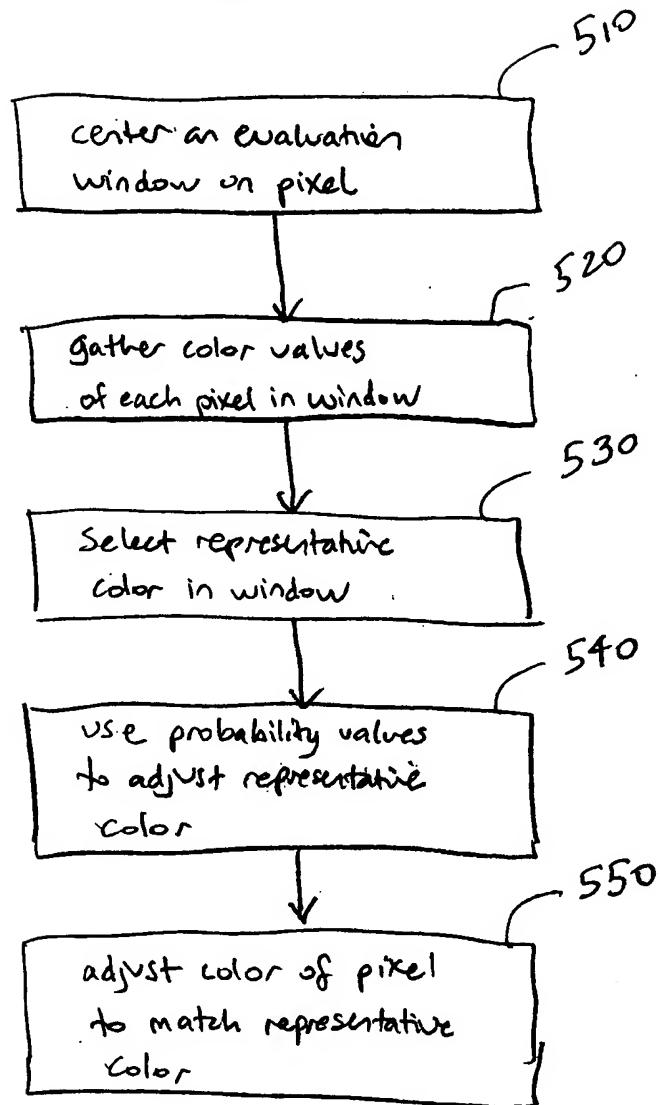 510
center an evaluation
window on pixel
520
gather color values
of each pixel in window
530
Select representative
color in window
540
use probability values
to adjust representative
color
550
adjust color of pixel
to match representative
color